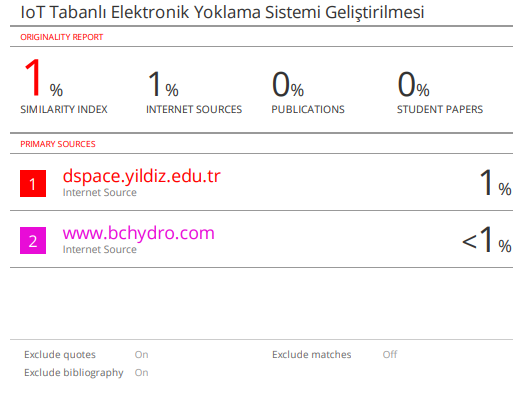 IoT Tabanlı Elektronik Yoklama Sistemi Geliştirilmesi
ORIGINALITY REPORT
1% 1% 0% 0%
SIMILARITY INDEX INTERNET SOURCES PUBLICATIONS STUDENT PAPERS
PRIMARY SOURCES
1 dspace.yildiz.edu.tr 1%
Internet Source
2 www.bchydro.com <1%
Internet Source
Exclude quotes On Exclude matches Off
Exclude bibliography On